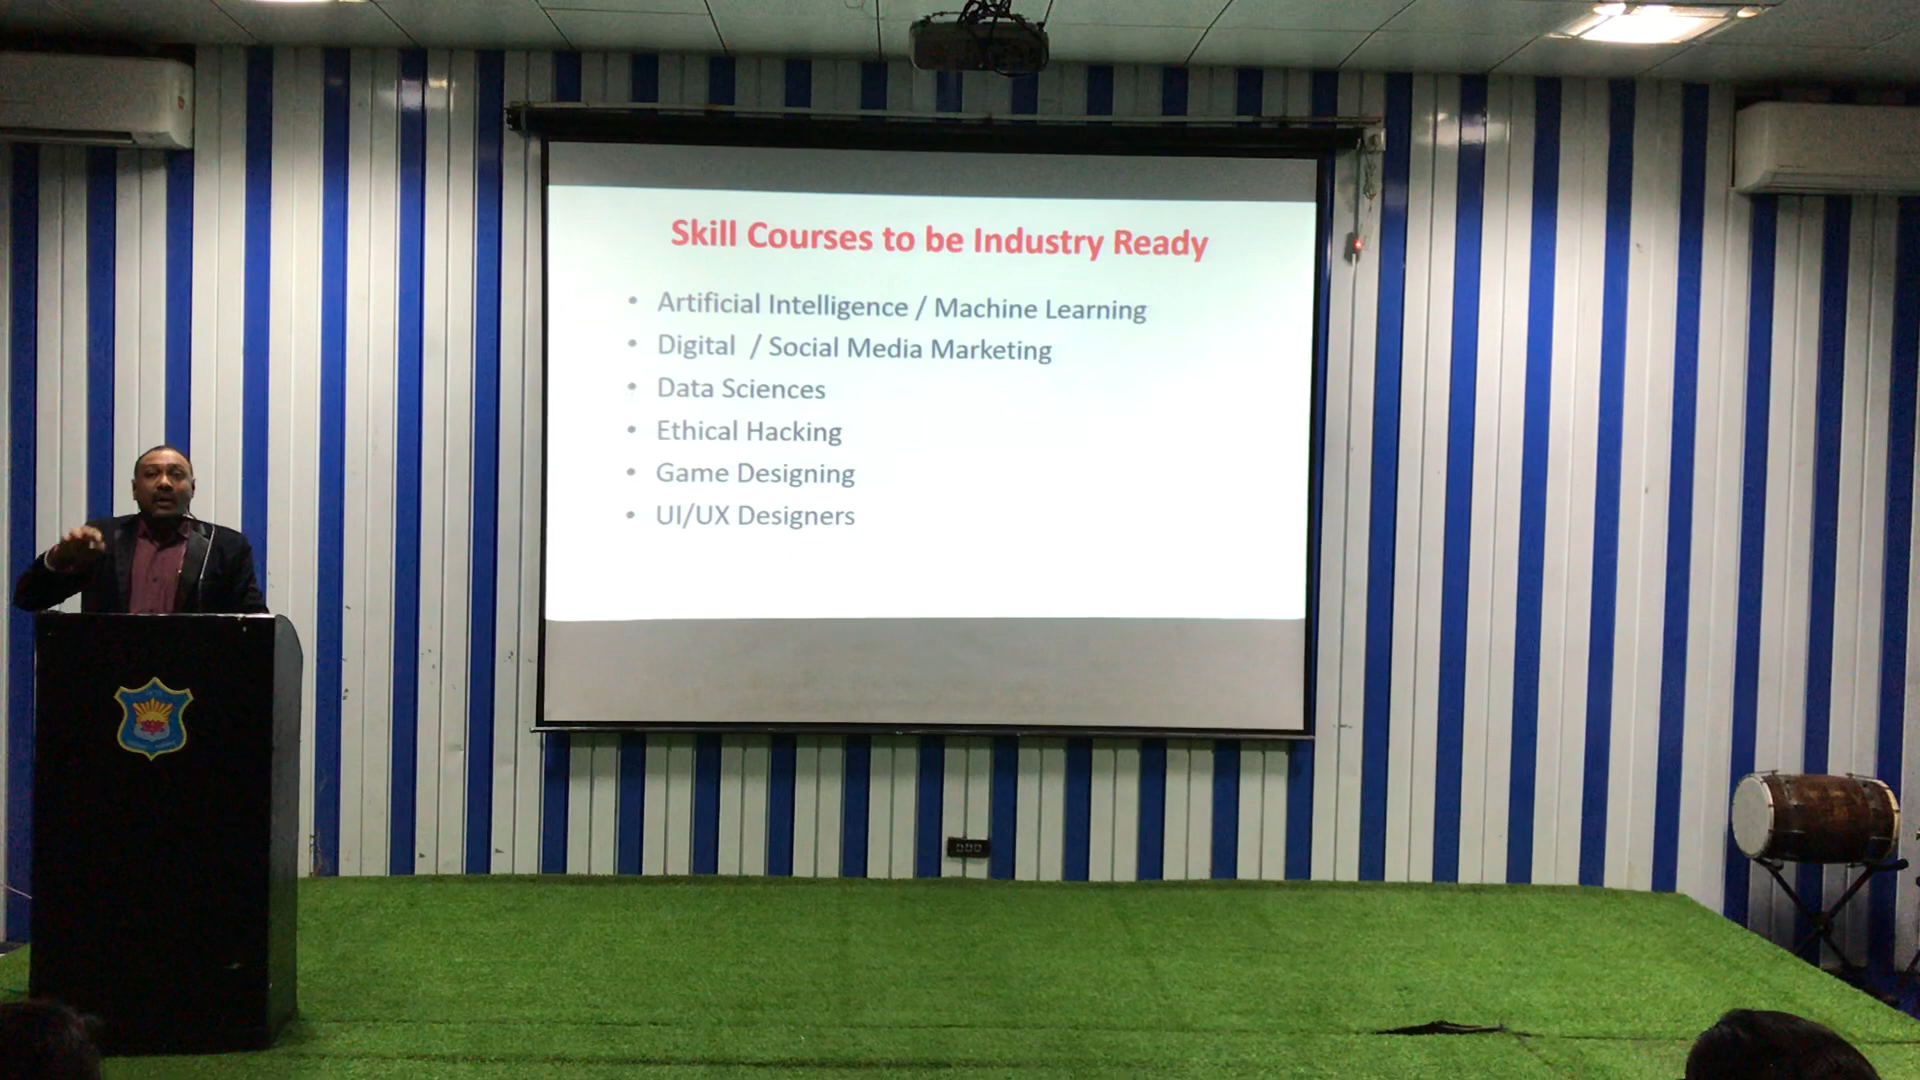 Skill Courses to be Industry Ready
• Artificial Intelligence / Machine Learning
• Digital / Social Media Marketing
• Data Sciences
• Ethical Hacking
• Game Designing
• UI/UX Designers